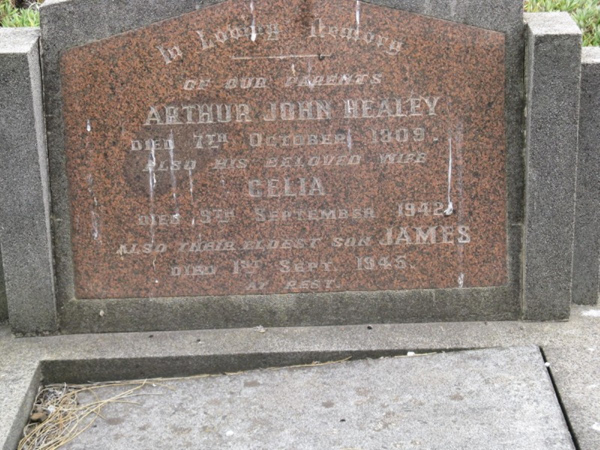 In Loving Memory
OF OUR PARENTS
ARTHUR JOHN HEALEY
DIED 7TH OCTOBER 1909.
ALSO HIS BELOVED WIFE
CELIA
DIED 9TH SEPTEMBER 1942.
ALSO THEIR ELDEST SON JAMES
DIED 1ST SEPT. 1945.
AT REST.